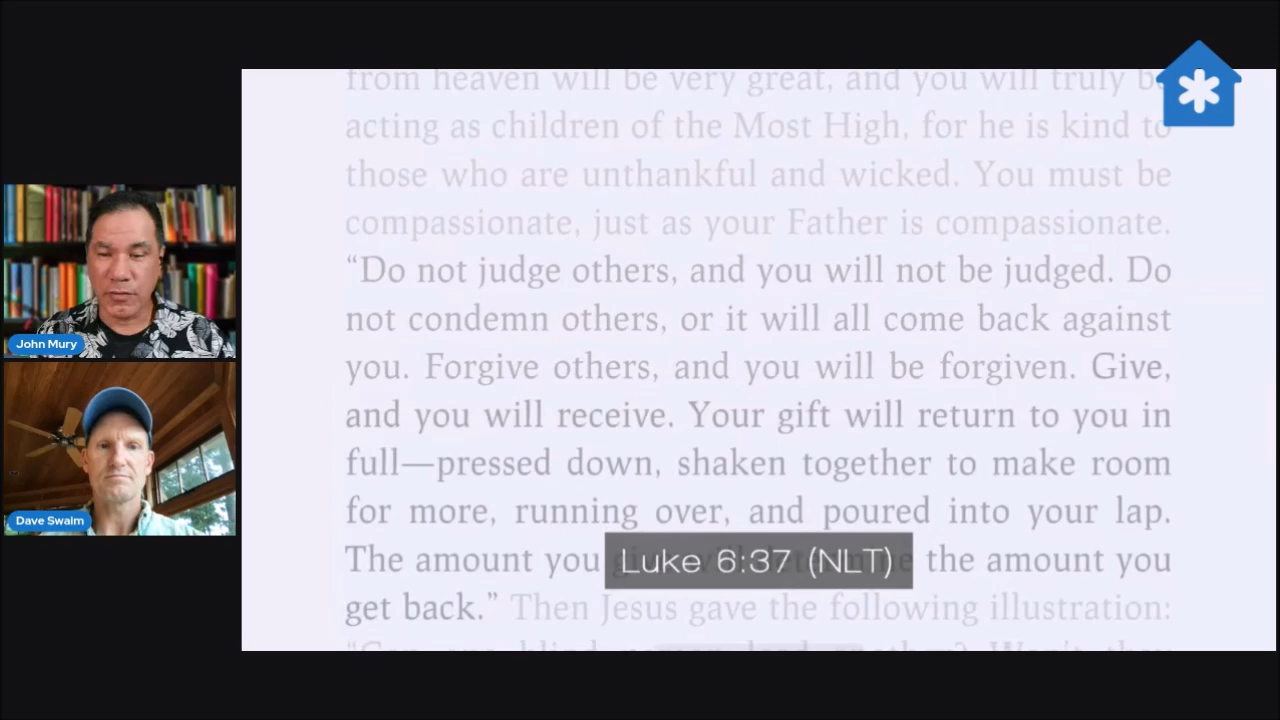 from heaven will be very great, and you will truly be
acting as children of the Most High, for he is kind to
those who are unthankful and wicked. You must be
compassionate, just as your Father is compassionate.
“Do not judge others, and you will not be judged. Do
not condemn others, or it will all come back against
you. Forgive others, and you will be forgiven. Give,
and you will receive. Your gift will return to you in
full—pressed down, shaken together to make room
for more, running over, and poured into your lap.
The amount you give will determine the amount you
Luke 6:37 (NLT)
get back.” Then Jesus gave the following illustration:
John Mury
Dave Swaim